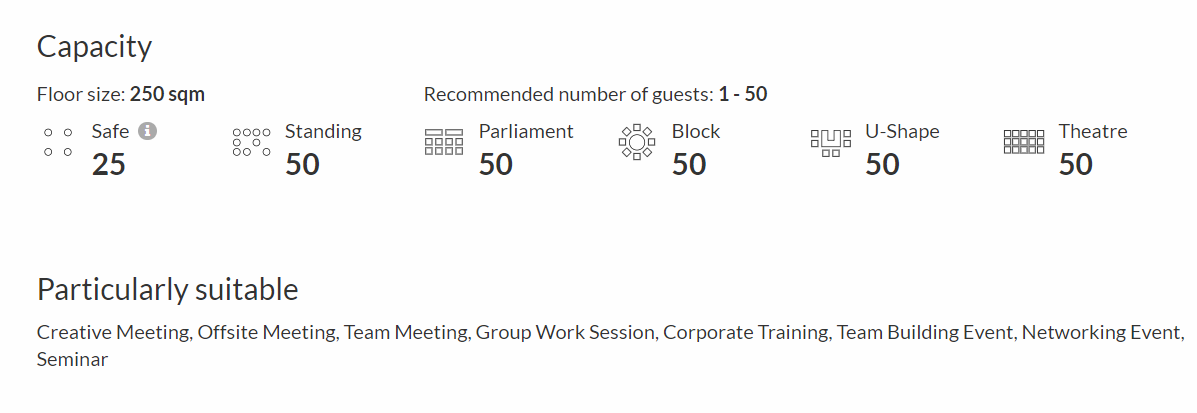 Capacity
Floor size: 250 sqm
Recommended number of guests: 1 - 50
Safe
25
Standing
50
Parliament
50
Block
50
U-Shape
50
Theatre
50
Particularly suitable
Creative Meeting, Offsite Meeting, Team Meeting, Group Work Session, Corporate Training, Team Building Event, Networking Event,
Seminar